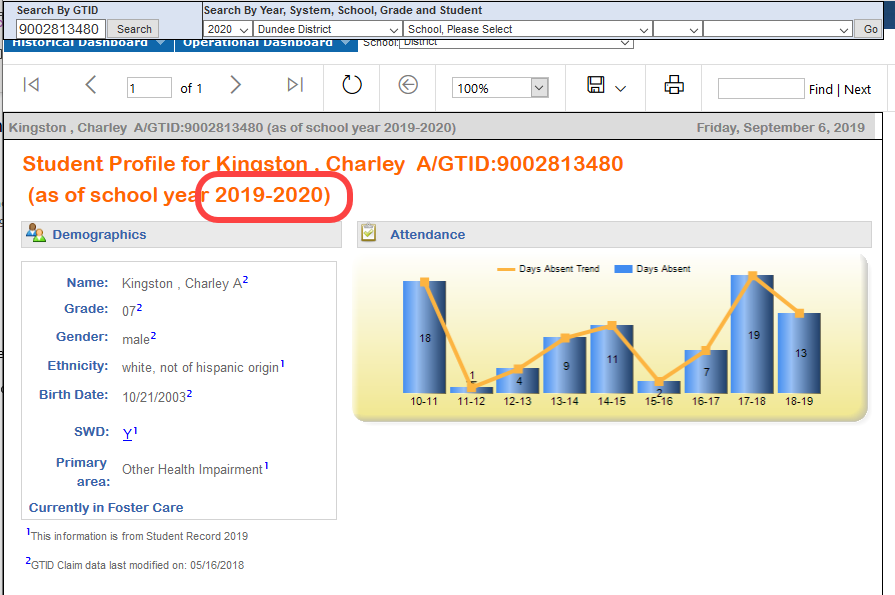 Search By GTID
Search By Year, System, School, Grade and Student
9002813480 Search 2020 Dundee District School, Please Select Go
Historical Dashboard Operational Dashboard School: District
1 of 1 100% Find | Next
Kingston , Charley A/GTID:9002813480 (as of school year 2019-2020) Friday, September 6, 2019
Student Profile for Kingston , Charley A/GTID:9002813480
(as of school year 2019-2020)
Demographics
Name: Kingston , Charley A2
Grade: 072
Gender: male2
Ethnicity: white, not of hispanic origin1
Birth Date: 10/21/20032
SWD: Y1
Primary area: Other Health Impairment1
Currently in Foster Care
1This information is from Student Record 2019
2GTID Claim data last modified on: 05/16/2018
Attendance
Days Absent Trend Days Absent
18 1 4 9 11 2 7 19 13
10-11 11-12 12-13 13-14 14-15 15-16 16-17 17-18 18-19